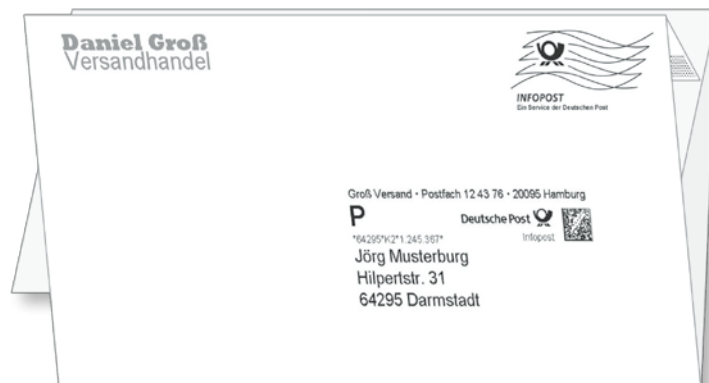 Daniel Groß
Versandhandel
INFOPOST
Ein Service der Deutschen Post
Groß Versand · Postfach 12 43 76 · 20095 Hamburg
P
Deutsche Post
*64295*K2*1.245.367*
Infopost
Jörg Musterburg
Hilpertstr. 31
64295 Darmstadt